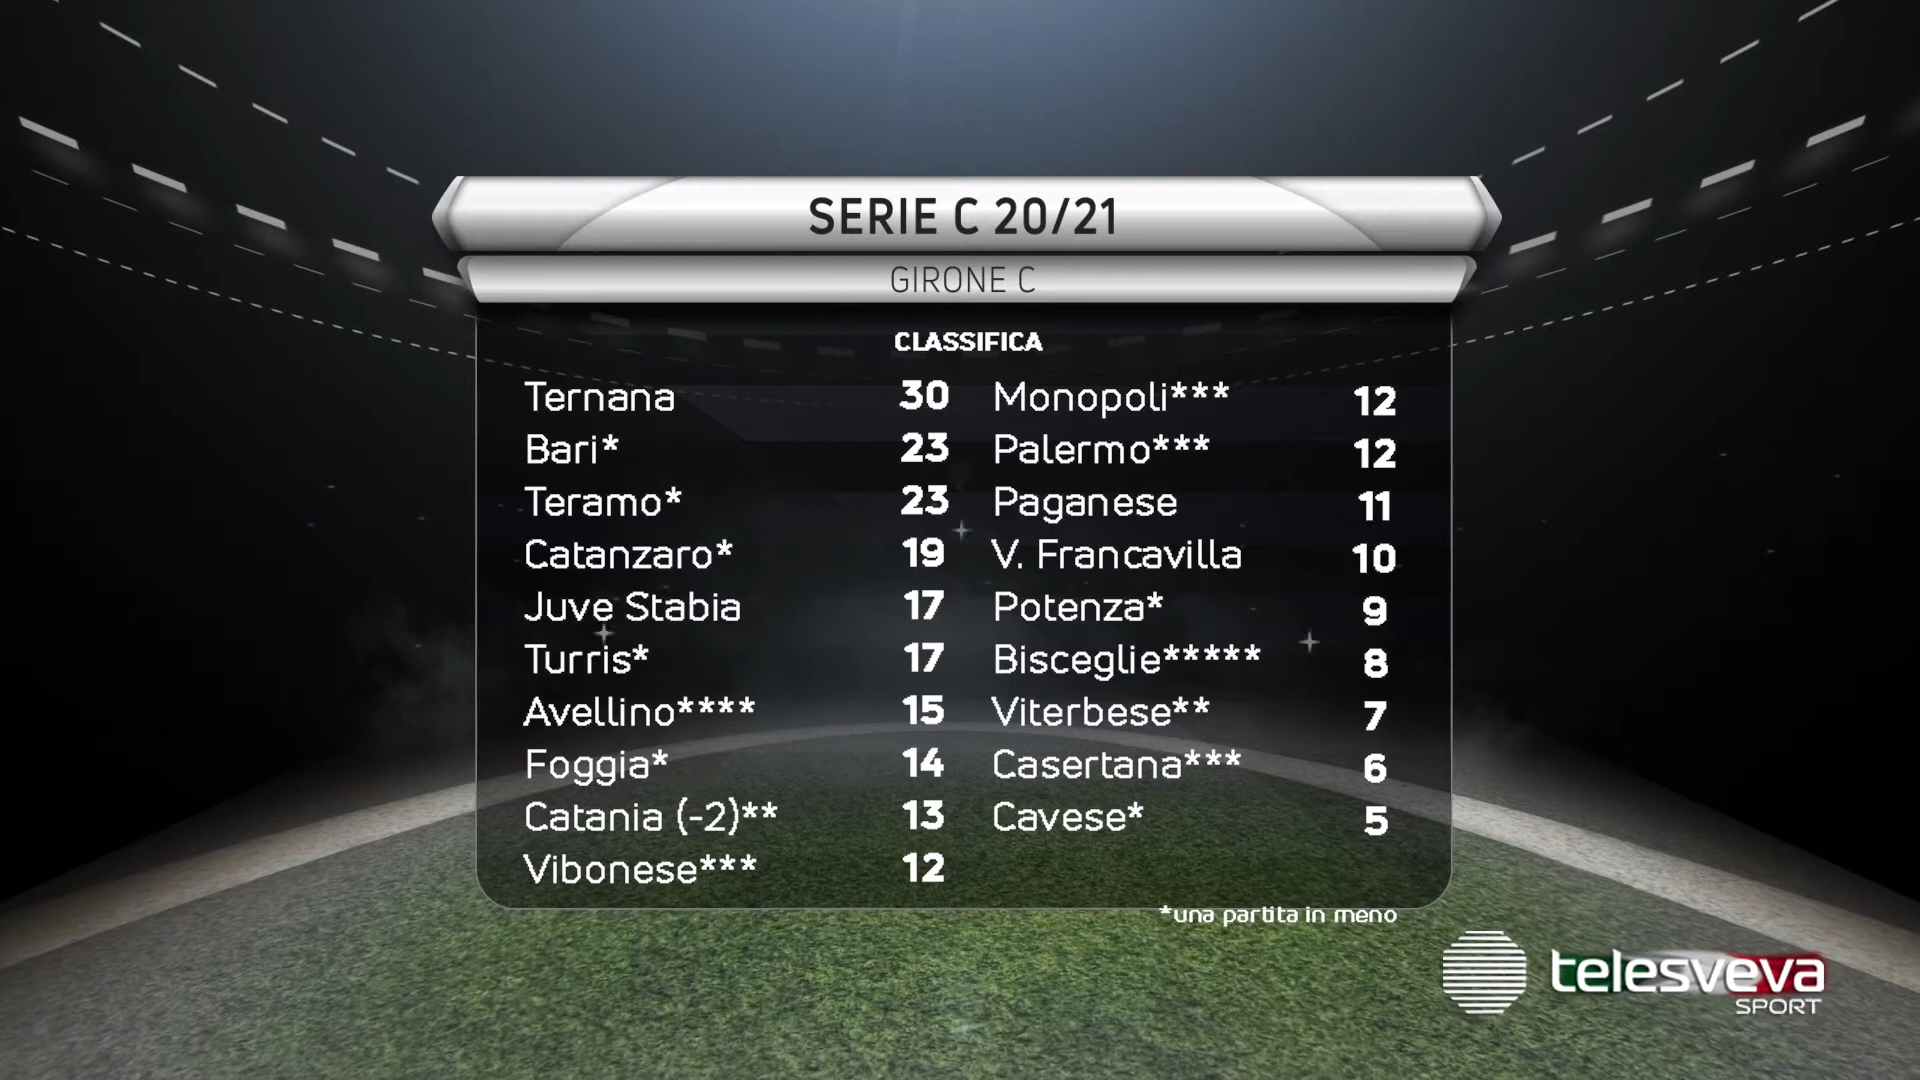 SERIE C 20/21
GIRONE C
CLASSIFICA
Ternana 30
Bari* 23
Teramo* 23
Catanzaro* 19
Juve Stabia 17
Turris* 17
Avellino**** 15
Foggia* 14
Catania (-2)** 13
Vibonese*** 12
Monopoli*** 12
Palermo*** 12
Paganese 11
V. Francavilla 10
Potenza* 9
Bisceglie***** 8
Viterbese** 7
Casertana*** 6
Cavese* 5
*una partita in meno
telesveva
SPORT